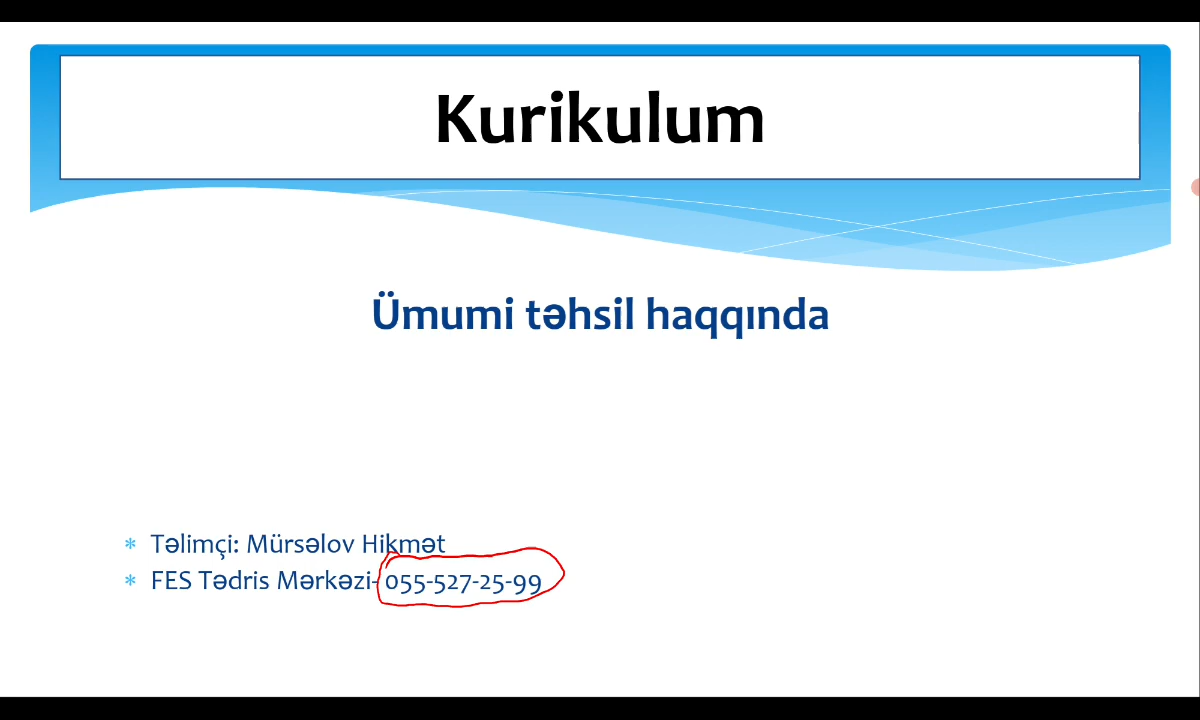 Kurikulum
Ümumi təhsil haqqında
* Təlimçi: Mürsəlov Hikmət
* FES Tədris Mərkəzi- 055-527-25-99